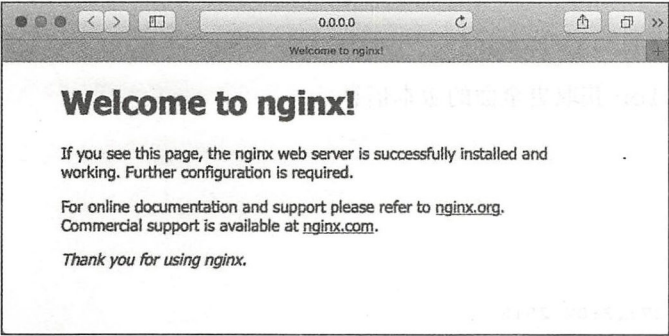 0.0.0.0
Welcome to nginx!
Welcome to nginx!
If you see this page, the nginx web server is successfully installed and
working. Further configuration is required.
For online documentation and support please refer to nginx.org.
Commercial support is available at nginx.com.
Thank you for using nginx.